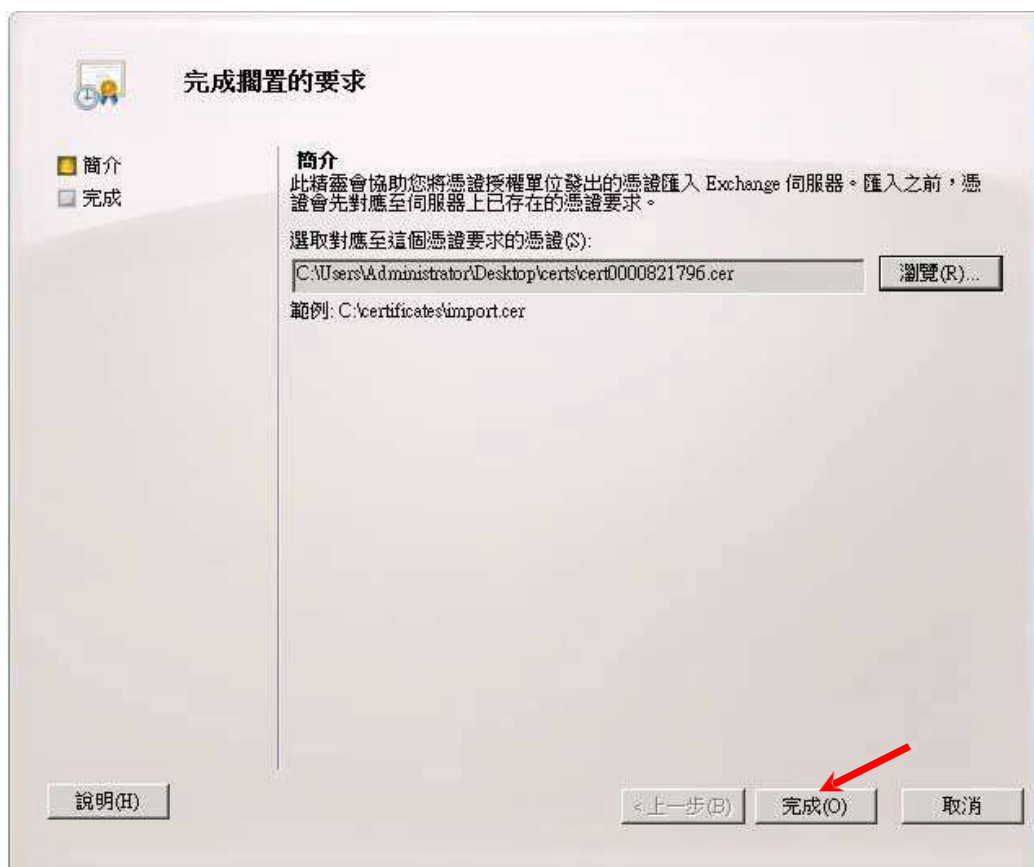 完成擱置的要求
簡介
完成
簡介
此精靈會協助您將憑證授權單位發出的憑證匯入 Exchange 伺服器。匯入之前，憑
證會先對應至伺服器上已存在的憑證要求。
選取對應至這個憑證要求的憑證(S):
C:\Users\Administrator\Desktop\certs\cert0000821796.cer
瀏覽(R)...
範例: C:\certificates\import.cer
說明(H)
<上一步(B)
完成(O)
取消